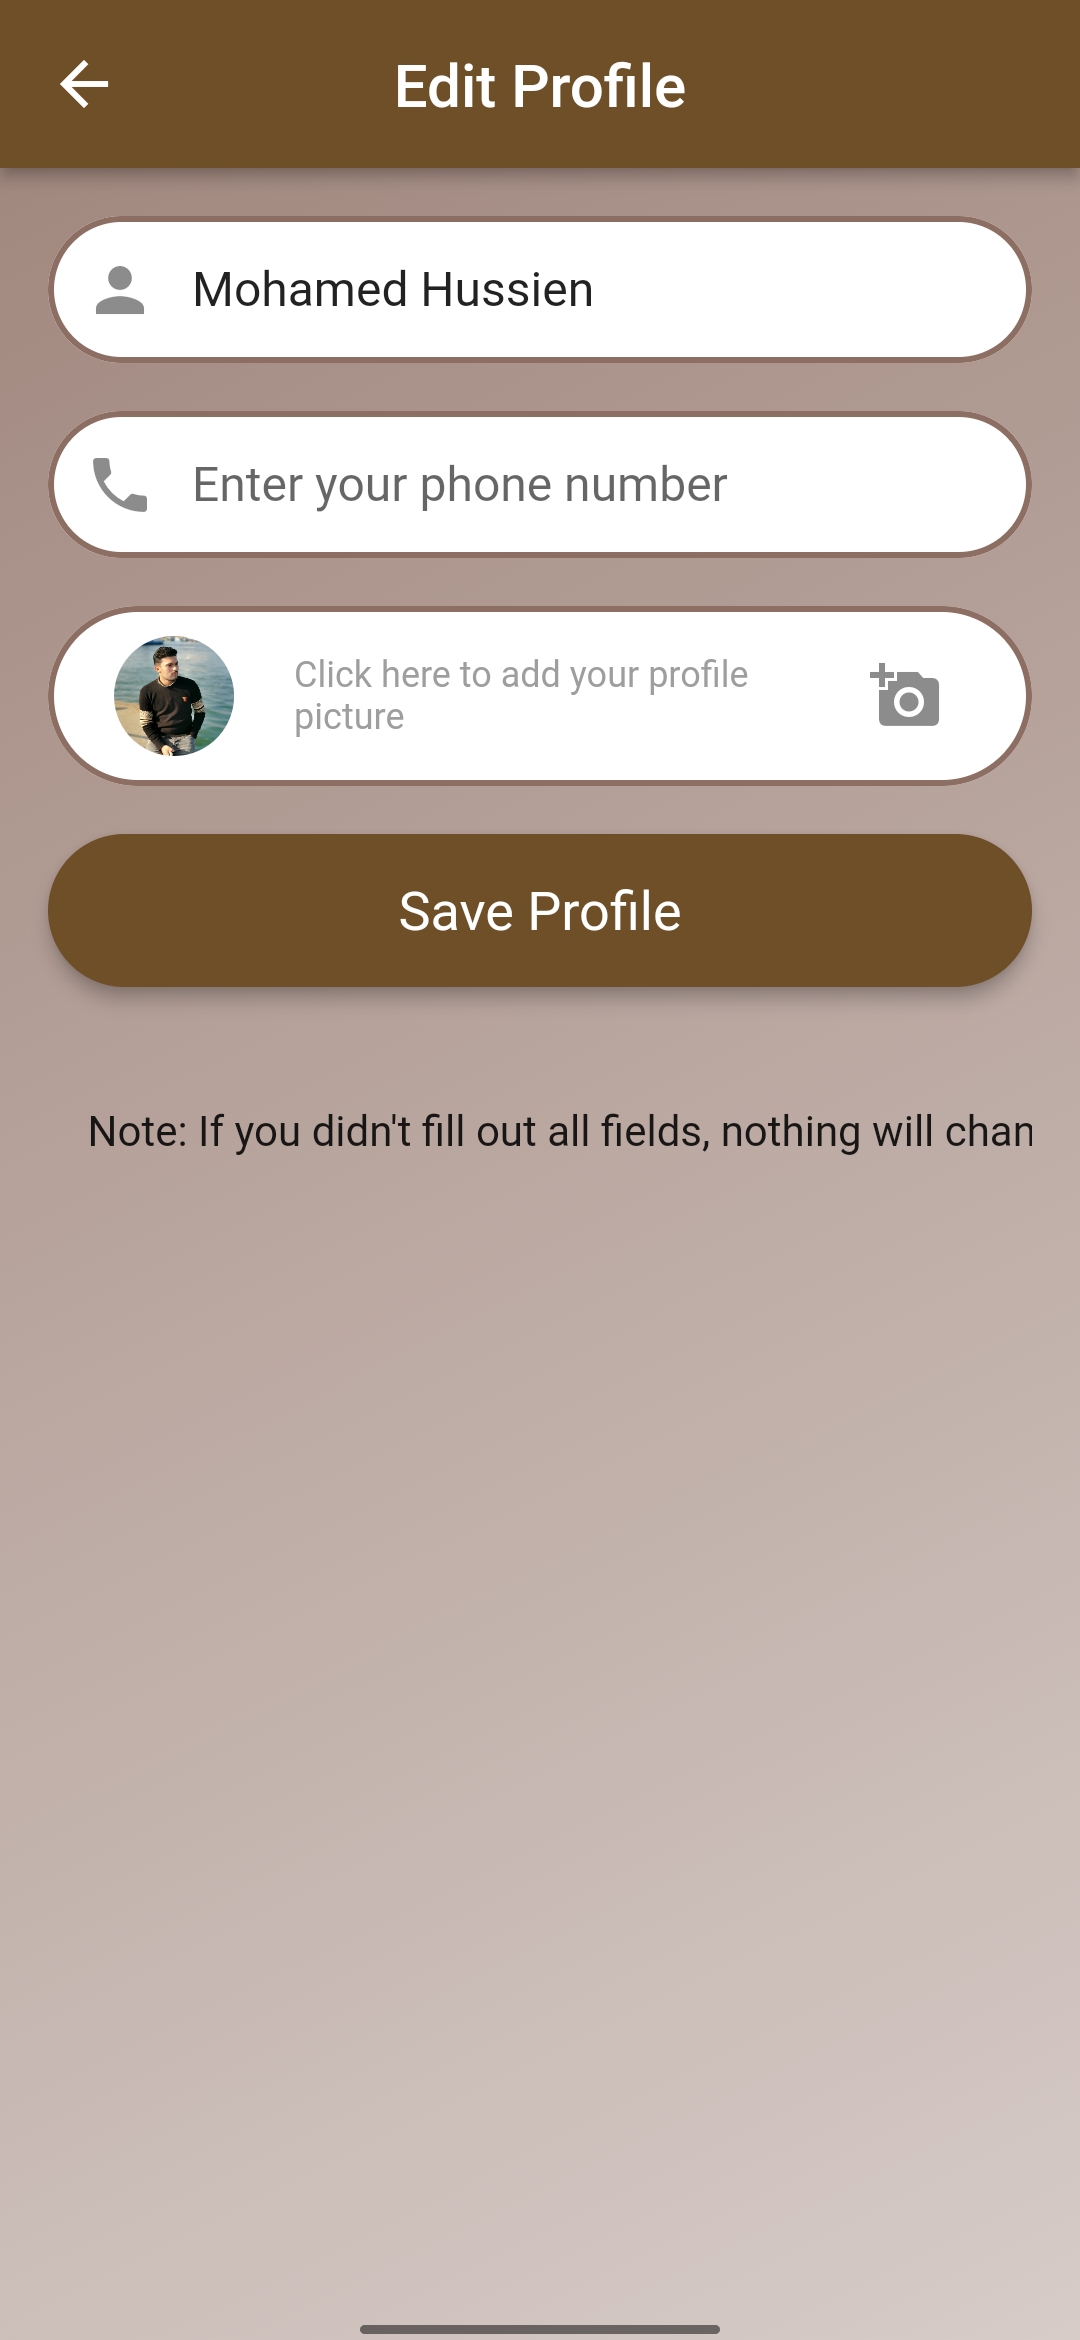 Edit Profile
Mohamed Hussien
Enter your phone number
Click here to add your profile
picture
Save Profile
Note: If you didn't fill out all fields, nothing will chan